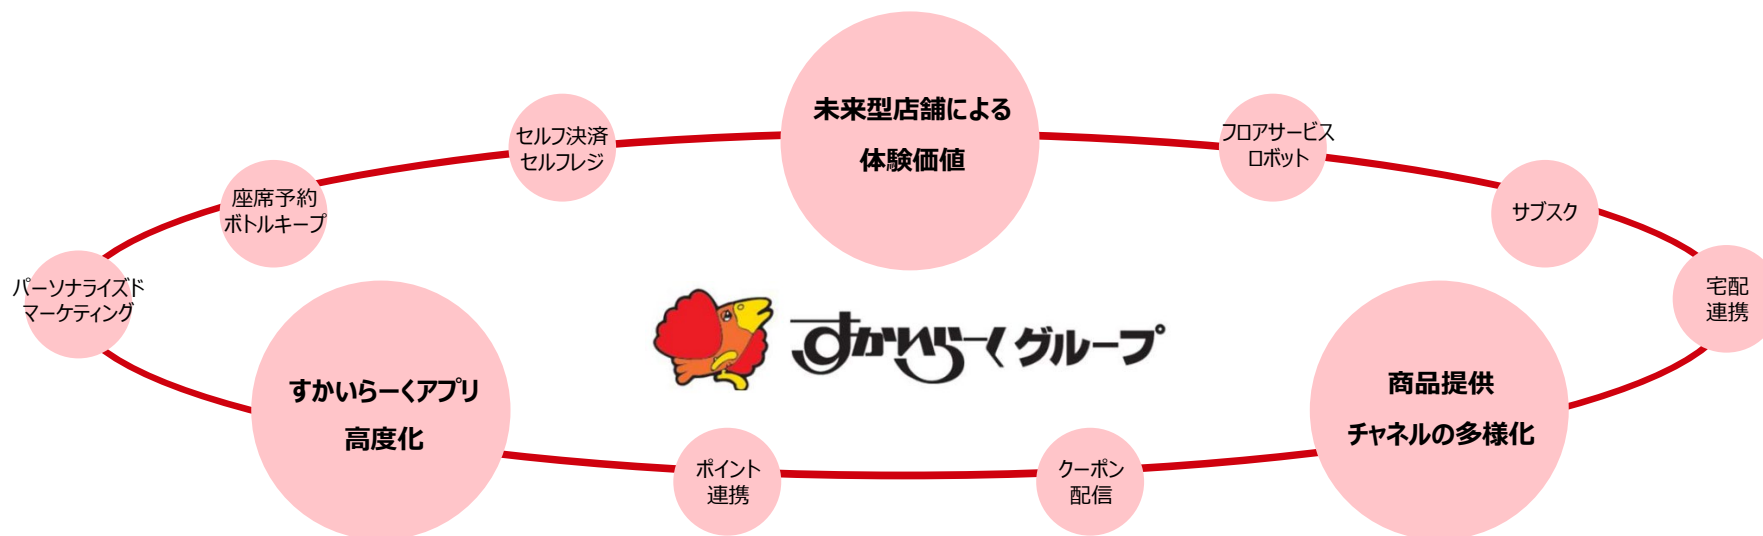 未来型店舗による
体験価値
セルフ決済
セルフレジ
フロアサービス
ロボット
座席予約
ボトルキープ
サブスク
パーソナライズド
マーケティング
宅配
連携
すかいらーくグループ
すかいらーくアプリ
高度化
商品提供
チャネルの多様化
ポイント
連携
クーポン
配信